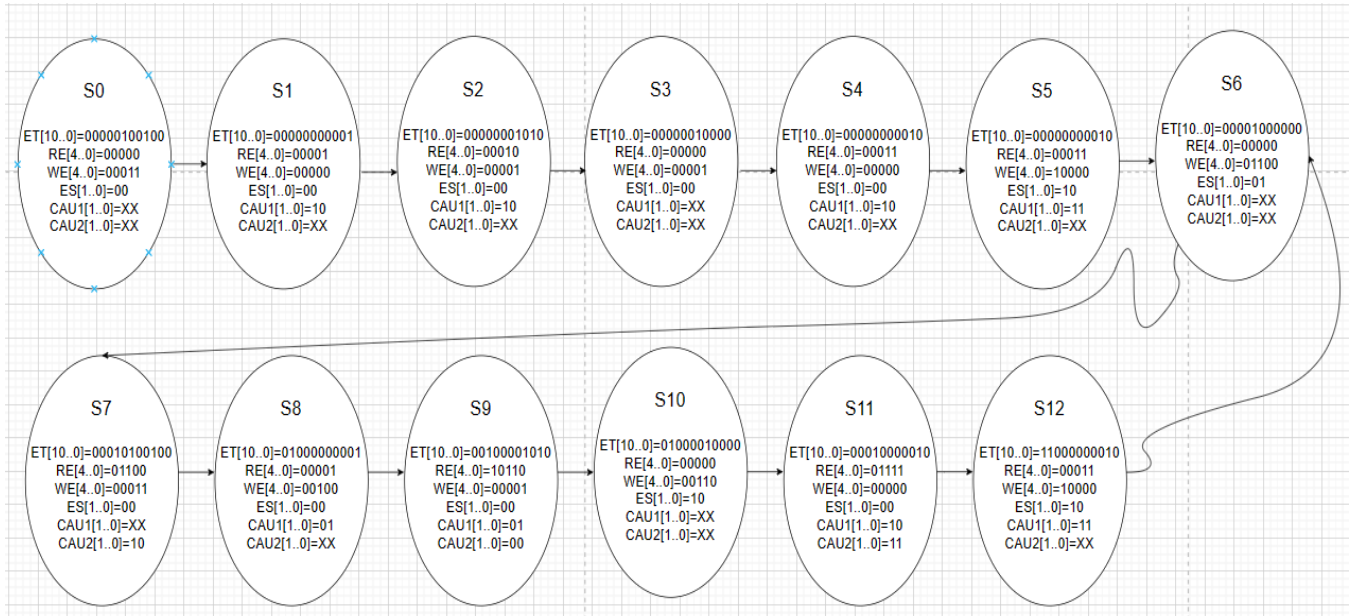 S0
ET[10..0]=00000100100
RE[4..0]=00000
WE[4..0]=00011
ES[1..0]=00
CAU1[1..0]=XX
CAU2[1..0]=XX
S1
ET[10..0]=00000000001
RE[4..0]=00001
WE[4..0]=00000
ES[1..0]=00
CAU1[1..0]=10
CAU2[1..0]=XX
S2
ET[10..0]=00000001010
RE[4..0]=00010
WE[4..0]=00001
ES[1..0]=00
CAU1[1..0]=10
CAU2[1..0]=XX
S3
ET[10..0]=00000010000
RE[4..0]=00000
WE[4..0]=00001
ES[1..0]=00
CAU1[1..0]=XX
CAU2[1..0]=XX
S4
ET[10..0]=00000000010
RE[4..0]=00011
WE[4..0]=00000
ES[1..0]=00
CAU1[1..0]=10
CAU2[1..0]=XX
S5
ET[10..0]=00000000010
RE[4..0]=00011
WE[4..0]=10000
ES[1..0]=10
CAU1[1..0]=11
CAU2[1..0]=XX
S6
ET[10..0]=00001000000
RE[4..0]=00000
WE[4..0]=01100
ES[1..0]=01
CAU1[1..0]=XX
CAU2[1..0]=XX
S7
ET[10..0]=00010100100
RE[4..0]=01100
WE[4..0]=00011
ES[1..0]=00
CAU1[1..0]=XX
CAU2[1..0]=10
S8
ET[10..0]=01000000001
RE[4..0]=00001
WE[4..0]=00100
ES[1..0]=00
CAU1[1..0]=01
CAU2[1..0]=XX
S9
ET[10..0]=00100001010
RE[4..0]=10110
WE[4..0]=00001
ES[1..0]=00
CAU1[1..0]=01
CAU2[1..0]=00
S10
ET[10..0]=01000010000
RE[4..0]=00000
WE[4..0]=00110
ES[1..0]=10
CAU1[1..0]=XX
CAU2[1..0]=XX
S11
ET[10..0]=00010000010
RE[4..0]=01111
WE[4..0]=00000
ES[1..0]=00
CAU1[1..0]=10
CAU2[1..0]=11
S12
ET[10..0]=11000000010
RE[4..0]=00011
WE[4..0]=10000
ES[1..0]=10
CAU1[1..0]=11
CAU2[1..0]=XX